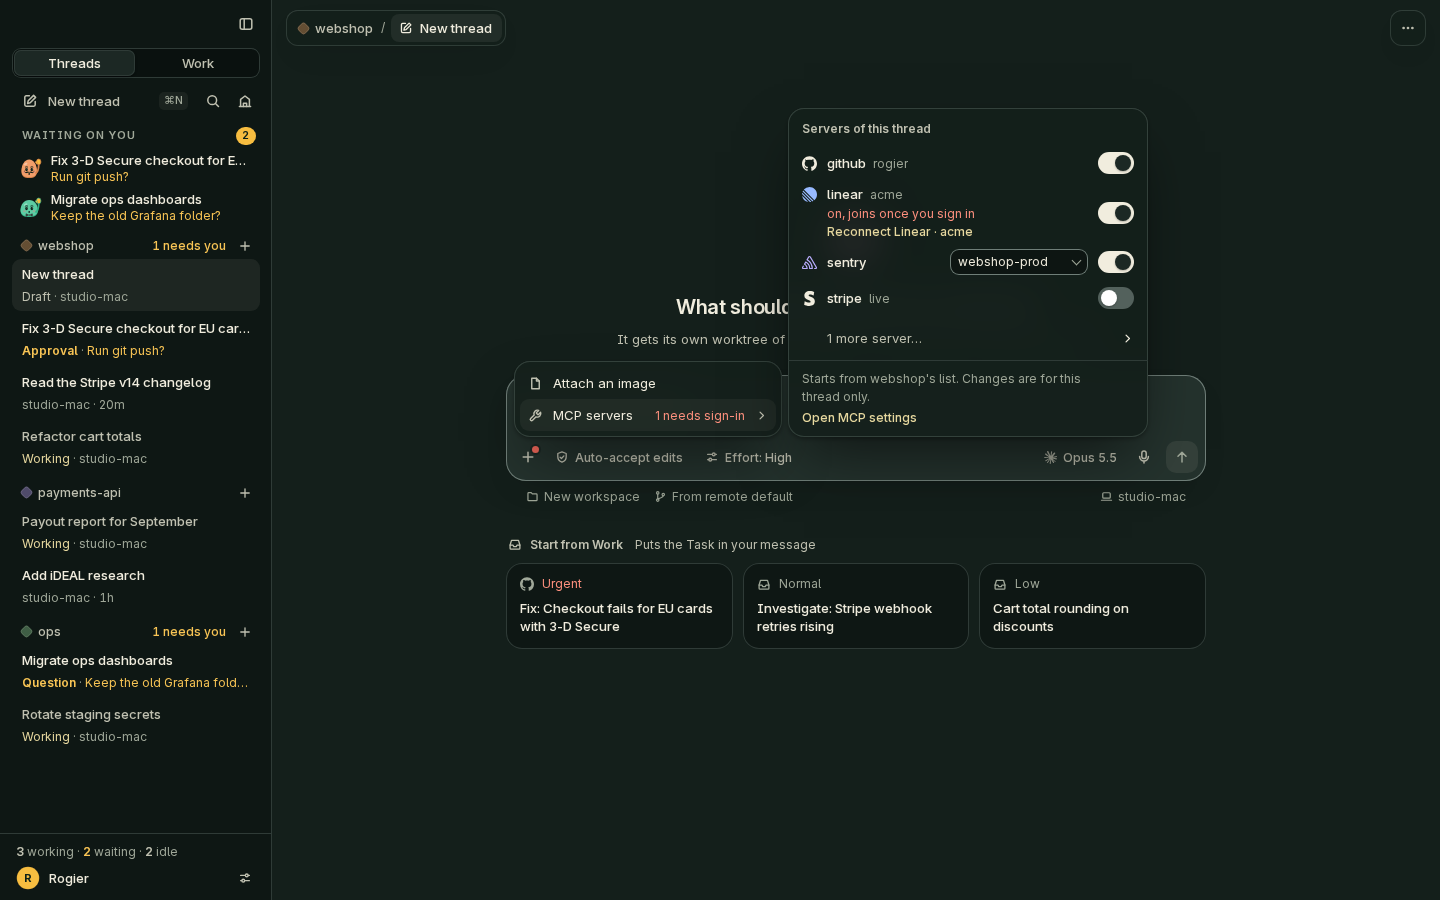 Threads
Work
New thread
⌘N
WAITING ON YOU
2
Fix 3-D Secure checkout for E…
Run git push?
Migrate ops dashboards
Keep the old Grafana folder?
webshop
1 needs you
New thread
Draft · studio-mac
Fix 3-D Secure checkout for EU car…
Approval · Run git push?
Read the Stripe v14 changelog
studio-mac · 20m
Refactor cart totals
Working · studio-mac
payments-api
Payout report for September
Working · studio-mac
Add iDEAL research
studio-mac · 1h
ops
1 needs you
Migrate ops dashboards
Question · Keep the old Grafana fold…
Rotate staging secrets
Working · studio-mac
3 working · 2 waiting · 2 idle
R
Rogier
webshop / New thread
Servers of this thread
github rogier
linear acme
on, joins once you sign in
Reconnect Linear · acme
sentry
webshop-prod
stripe live
1 more server…
Starts from webshop's list. Changes are for this
thread only.
Open MCP settings
What should
It gets its own worktree of
Attach an image
MCP servers
1 needs sign-in
Auto-accept edits
Effort: High
Opus 5.5
New workspace
From remote default
studio-mac
Start from Work
Puts the Task in your message
Urgent
Fix: Checkout fails for EU cards
with 3-D Secure
Normal
Investigate: Stripe webhook
retries rising
Low
Cart total rounding on
discounts